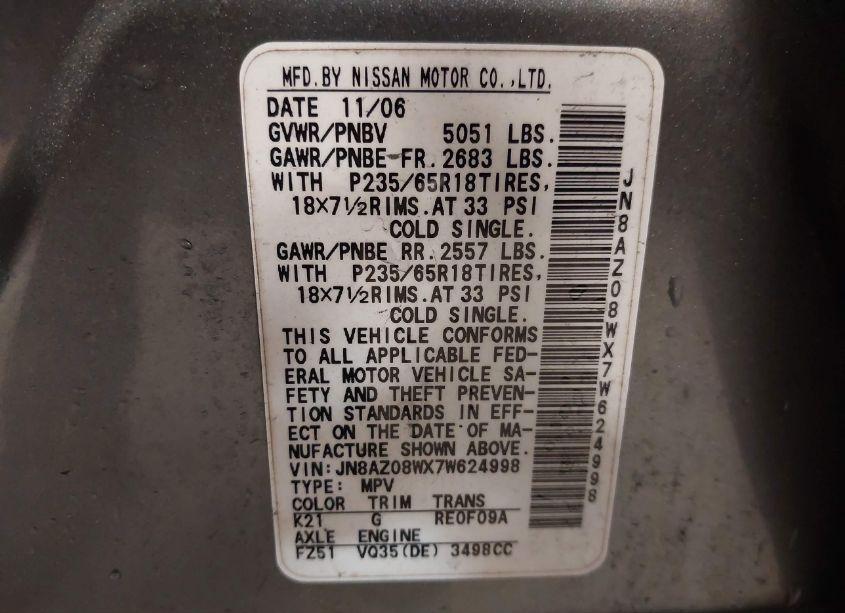 MFD.BY NISSAN MOTOR CO.,LTD.
DATE 11/06
GVWR/PNBV 5051 LBS.
GAWR/PNBE FR.2683 LBS.
WITH P235/65R18TIRES,
18×7½RIMS.AT 33 PSI
COLD SINGLE.
GAWR/PNBE RR.2557 LBS.
WITH P235/65R18TIRES,
18×7½RIMS.AT 33 PSI
COLD SINGLE.
THIS VEHICLE CONFORMS
TO ALL APPLICABLE FED-
ERAL MOTOR VEHICLE SA-
FETY AND THEFT PREVEN-
TION STANDARDS IN EFF-
ECT ON THE DATE OF MA-
NUFACTURE SHOWN ABOVE.
VIN:JN8AZ08WX7W624998
TYPE: MPV
COLOR TRIM TRANS
K21 G RE0F09A
AXLE ENGINE
FZ51 VQ35(DE) 3498CC
JN8AZ08WX7W624998